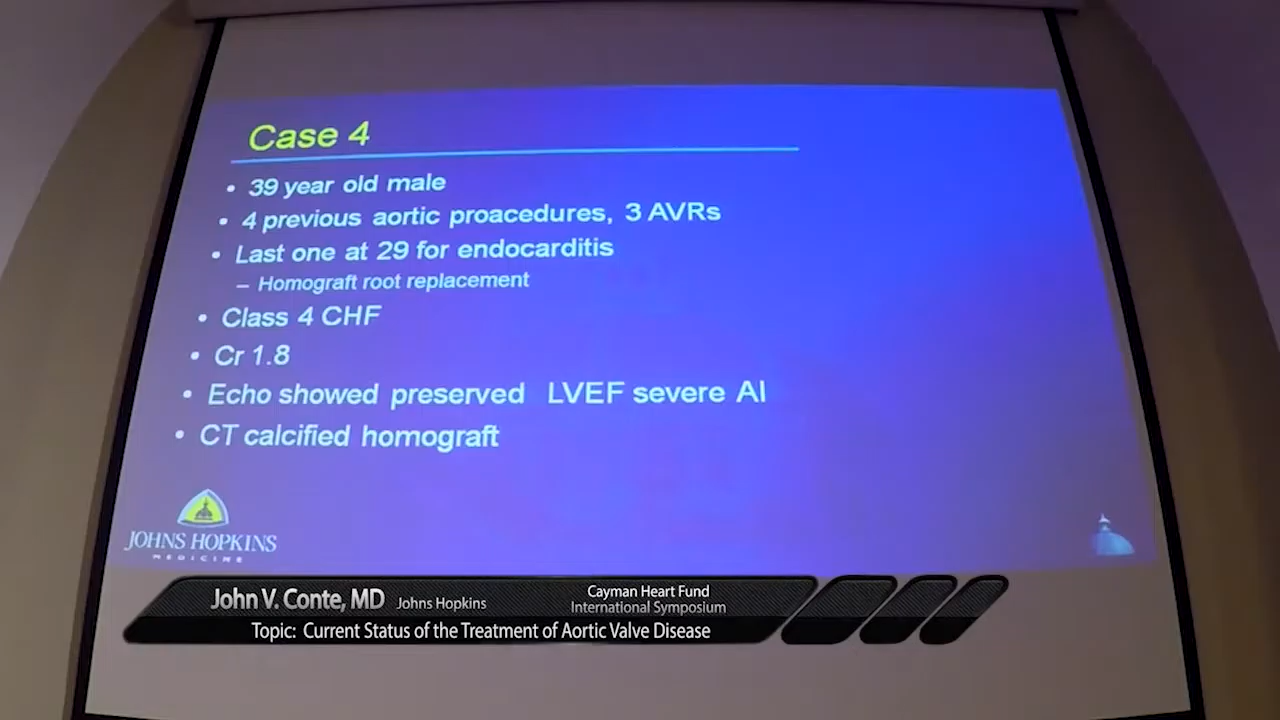 Case 4
• 39 year old male
• 4 previous aortic proacedures, 3 AVRs
• Last one at 29 for endocarditis
– Homograft root replacement
• Class 4 CHF
• Cr 1.8
• Echo showed preserved LVEF severe AI
• CT calcified homograft
JOHNS HOPKINS
MEDICINE
John V. Conte, MD Johns Hopkins
Cayman Heart Fund
International Symposium
Topic: Current Status of the Treatment of Aortic Valve Disease